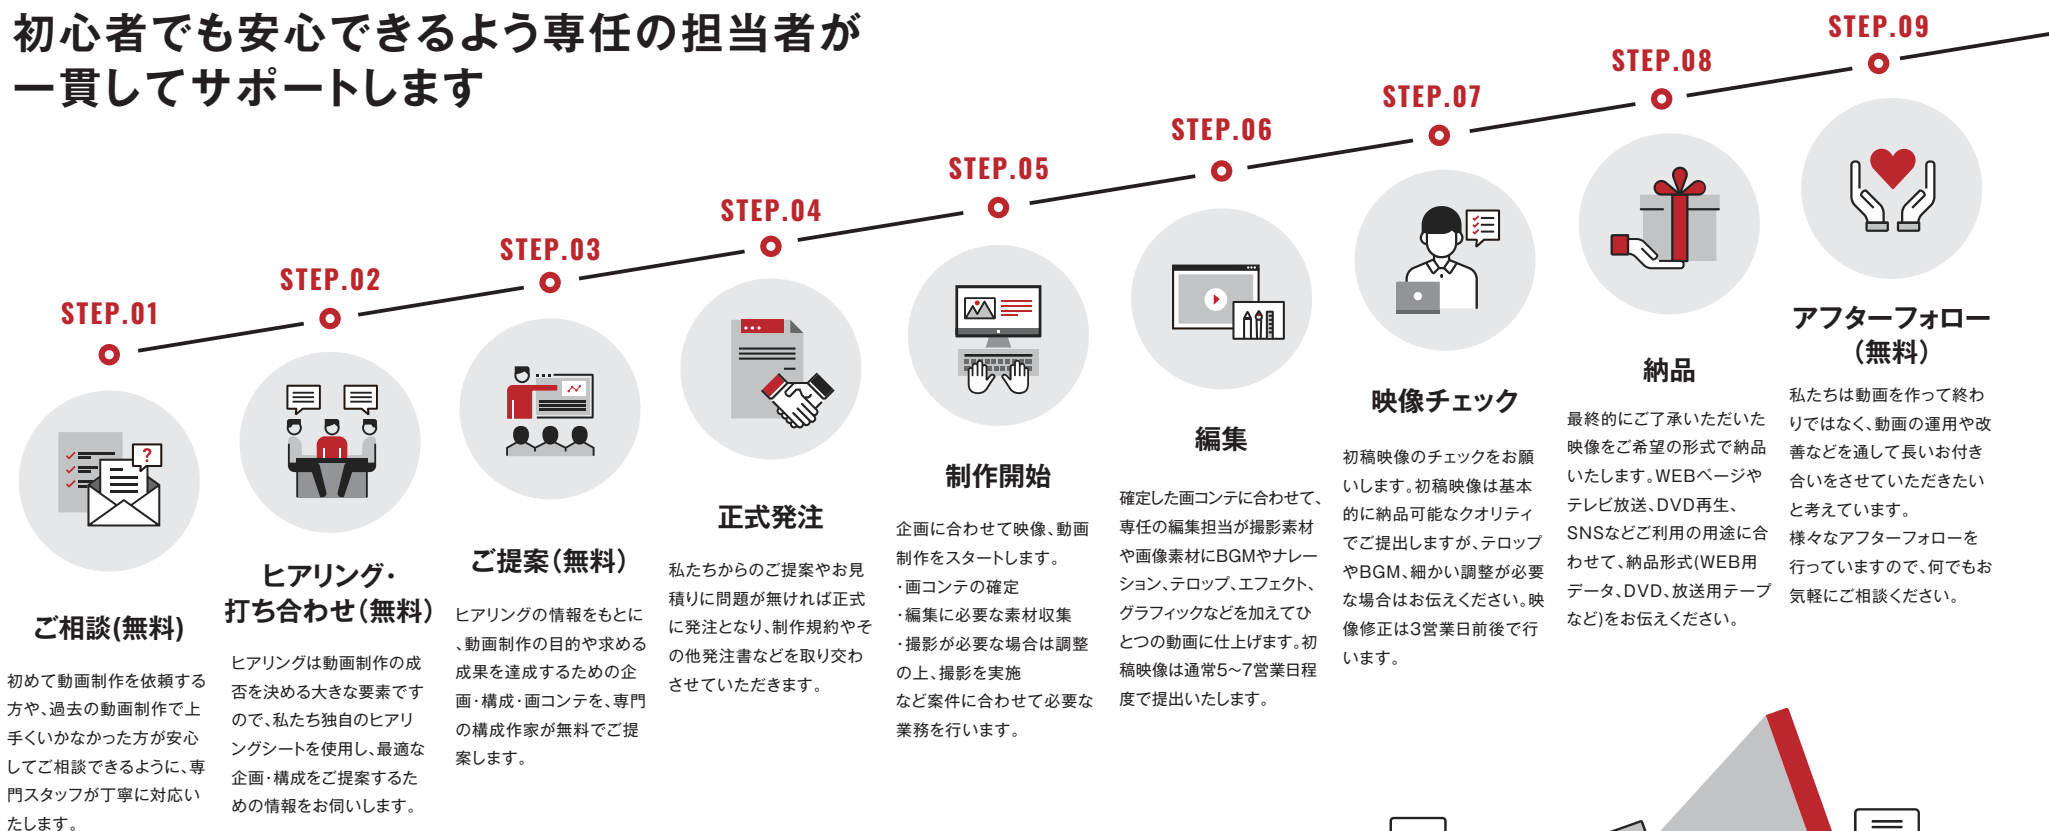 初心者でも安心できるよう専任の担当者が
一貫してサポートします
STEP.01
ご相談(無料)
初めて動画制作を依頼する
方や、過去の動画制作で上
手くいかなかった方が安心
してご相談できるように、専
門スタッフが丁寧に対応い
たします。
STEP.02
ヒアリング・
打ち合わせ（無料）
ヒアリングは動画制作の成
否を決める大きな要素です
ので、私たち独自のヒアリ
ングシートを使用し、最適な
企画・構成をご提案するた
めの情報をお伺いします。
STEP.03
ご提案（無料）
ヒアリングの情報をもとに
、動画制作の目的や求める
成果を達成するための企
画・構成・画コンテを、専門
の構成作家が無料でご提
案します。
STEP.04
正式発注
私たちからのご提案やお見
積りに問題が無ければ正式
に発注となり、制作規約やそ
の他発注書などを取り交わ
させていただきます。
STEP.05
制作開始
企画に合わせて映像、動画
制作をスタートします。
・画コンテの確定
・編集に必要な素材収集
・撮影が必要な場合は調整
の上、撮影を実施
など案件に合わせて必要な
業務を行います。
STEP.06
編集
確定した画コンテに合わせて、
専任の編集担当が撮影素材
や画像素材にBGMやナレー
ション、テロップ、エフェクト、
グラフィックなどを加えてひ
とつの動画に仕上げます。初
稿映像は通常5〜7営業日程
度で提出いたします。
STEP.07
映像チェック
初稿映像のチェックをお願
いします。初稿映像は基本
的に納品可能なクオリティ
でご提出しますが、テロップ
やBGM、細かい調整が必要
な場合はお伝えください。映
像修正は3営業日前後で行
います。
STEP.08
納品
最終的にご了承いただいた
映像をご希望の形式で納品
いたします。WEBページや
テレビ放送、DVD再生、
SNSなどご利用の用途に合
わせて、納品形式(WEB用
データ、DVD、放送用テープ
など)をお伝えください。
STEP.09
アフターフォロー
（無料）
私たちは動画を作って終わ
りではなく、動画の運用や改
善などを通して長いお付き
合いをさせていただきたい
と考えています。
様々なアフターフォローを
行っていますので、何でもお
気軽にご相談ください。
?